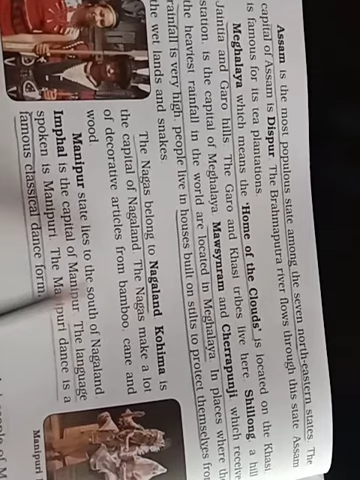 Assam is the most populous state among the seven north-eastern states. The
capital of Assam is Dispur. The Brahmaputra river flows through this state. Assam
is famous for its tea plantations.
Meghalaya which means the 'Home of the Clouds' is located on the Khasi
Jaintia and Garo hills. The Garo and Khasi tribes live here. Shillong, a hill
station, is the capital of Meghalaya. Mawsynram and Cherrapunji which receive
the heaviest rainfall in the world are located in Meghalaya. In places where the
rainfall is very high, people live in houses built on stilts to protect themselves from
the wet lands and snakes
The Nagas belong to Nagaland Kohima is
the capital of Nagaland. The Nagas make a lot
of decorative articles from bamboo, cane and
wood
Manipur state lies to the south of Nagaland
Imphal is the capital of Manipur. The language
spoken is Manipuri. The Manipuri dance is a
famous classical dance form.
Manipuri